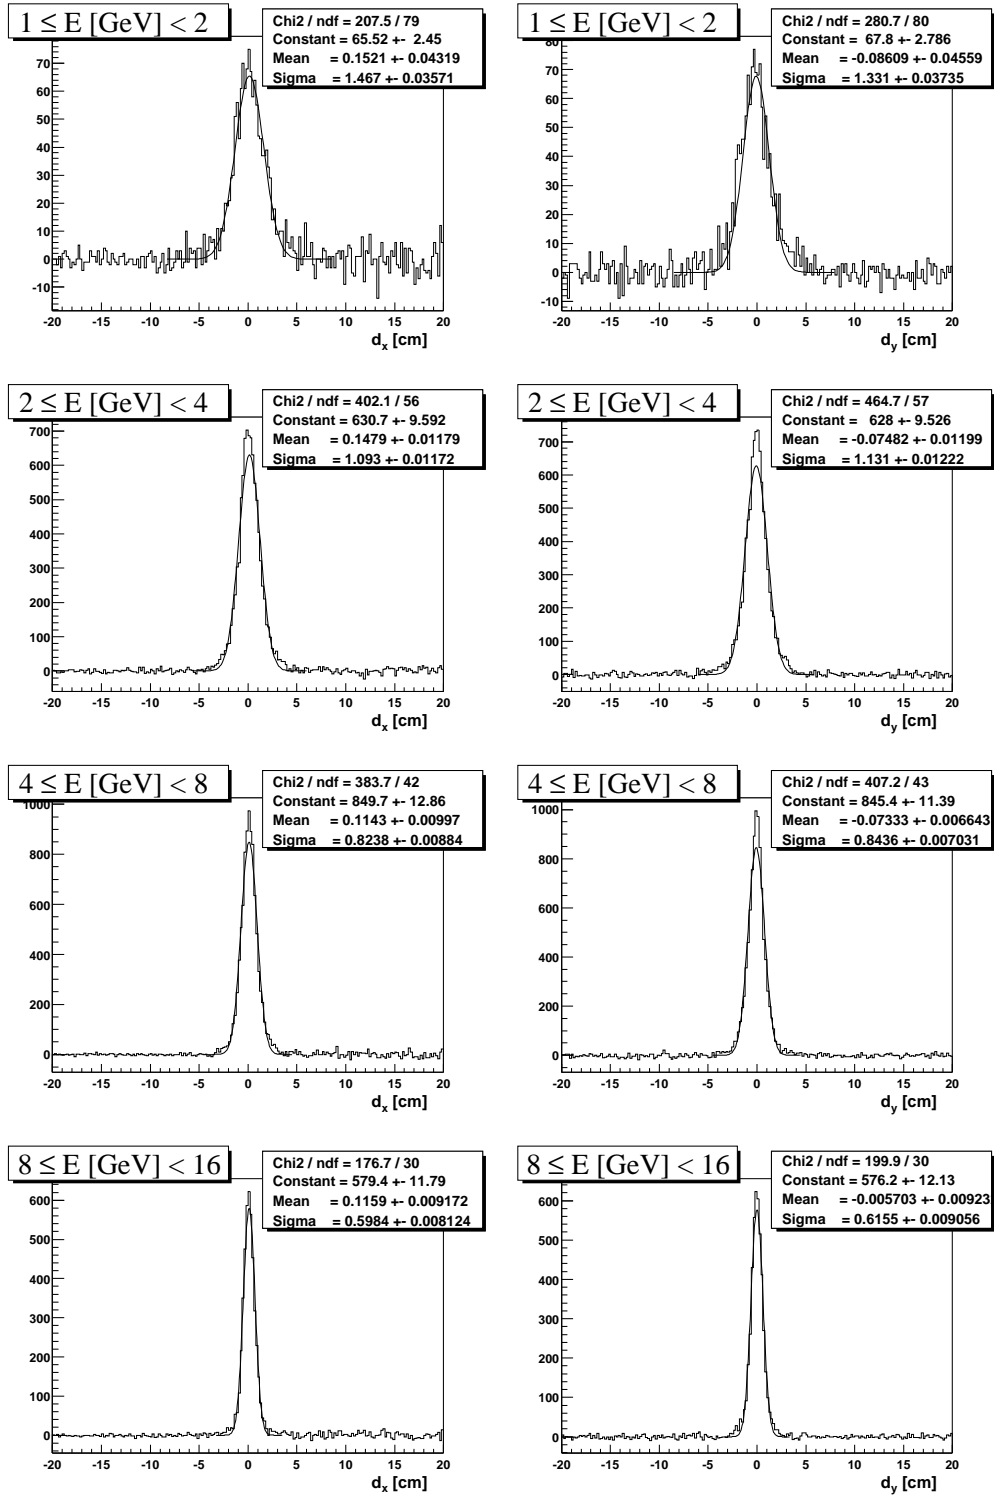 1 ≤ E [GeV] < 2
Chi2 / ndf = 207.5 / 79
Constant = 65.52 +- 2.45
Mean = 0.1521 +- 0.04319
Sigma = 1.467 +- 0.03571
70
60
50
40
30
20
10
0
-10
-20 -15 -10 -5 0 5 10 15 20
d_x [cm]
1 ≤ E [GeV] < 2
Chi2 / ndf = 280.7 / 80
Constant = 67.8 +- 2.786
Mean = -0.08609 +- 0.04559
Sigma = 1.331 +- 0.03735
80
70
60
50
40
30
20
10
0
-10
-20 -15 -10 -5 0 5 10 15 20
d_y [cm]
2 ≤ E [GeV] < 4
Chi2 / ndf = 402.1 / 56
Constant = 630.7 +- 9.592
Mean = 0.1479 +- 0.01179
Sigma = 1.093 +- 0.01172
700
600
500
400
300
200
100
0
-20 -15 -10 -5 0 5 10 15 20
d_x [cm]
2 ≤ E [GeV] < 4
Chi2 / ndf = 464.7 / 57
Constant = 628 +- 9.526
Mean = -0.07482 +- 0.01199
Sigma = 1.131 +- 0.01222
700
600
500
400
300
200
100
0
-20 -15 -10 -5 0 5 10 15 20
d_y [cm]
4 ≤ E [GeV] < 8
Chi2 / ndf = 383.7 / 42
Constant = 849.7 +- 12.86
Mean = 0.1143 +- 0.00997
Sigma = 0.8238 +- 0.00884
1000
800
600
400
200
0
-20 -15 -10 -5 0 5 10 15 20
d_x [cm]
4 ≤ E [GeV] < 8
Chi2 / ndf = 407.2 / 43
Constant = 845.4 +- 11.39
Mean = -0.07333 +- 0.006643
Sigma = 0.8436 +- 0.007031
1000
800
600
400
200
0
-20 -15 -10 -5 0 5 10 15 20
d_y [cm]
8 ≤ E [GeV] < 16
Chi2 / ndf = 176.7 / 30
Constant = 579.4 +- 11.79
Mean = 0.1159 +- 0.009172
Sigma = 0.5984 +- 0.008124
600
500
400
300
200
100
0
-20 -15 -10 -5 0 5 10 15 20
d_x [cm]
8 ≤ E [GeV] < 16
Chi2 / ndf = 199.9 / 30
Constant = 576.2 +- 12.13
Mean = -0.005703 +- 0.00923
Sigma = 0.6155 +- 0.009056
600
500
400
300
200
100
0
-20 -15 -10 -5 0 5 10 15 20
d_y [cm]